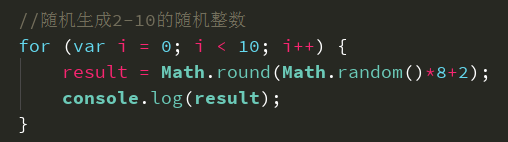 //随机生成2-10的随机整数
for (var i = 0; i < 10; i++) {
    result = Math.round(Math.random()*8+2);
    console.log(result);
}